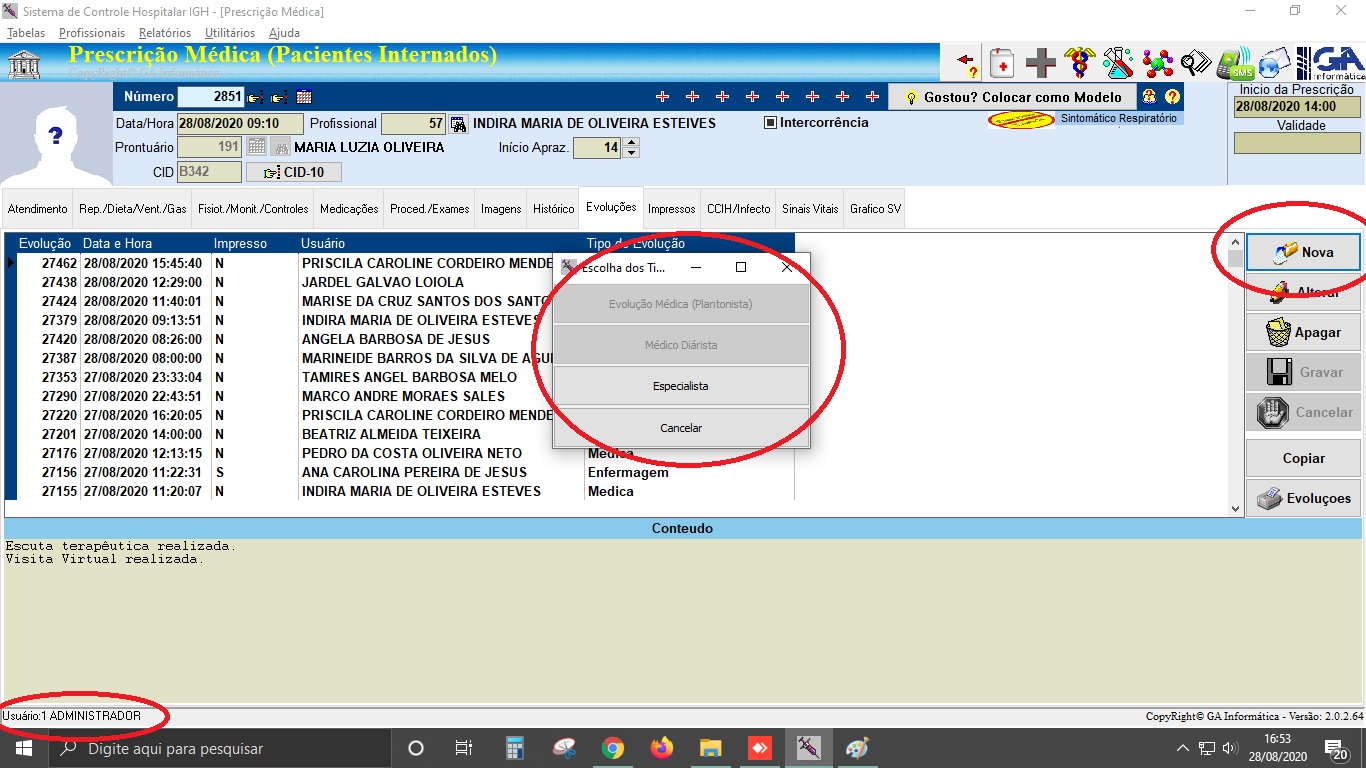 Sistema de Controle Hospitalar IGH - [Prescrição Médica]
Tabelas Profissionais Relatórios Utilitários Ajuda
Prescrição Médica (Pacientes Internados)
CopyRight© GA Informática
SMS
GA
informática
Número 2851
Gostou? Colocar como Modelo
Inicio da Prescrição
28/08/2020 14:00
Validade
Data/Hora 28/08/2020 09:10 Profissional 57 INDIRA MARIA DE OLIVEIRA ESTEIVES
Intercorrência
Sintomático Respiratório
Prontuário 191 MARIA LUZIA OLIVEIRA Início Apraz. 14
CID B342 CID-10
Atendimento Rep./Dieta/Vent./Gas Fisiot./Monit./Controles Medicações Proced./Exames Imagens Histórico Evoluções Impressos CCIH/Infecto Sinais Vitais Grafico SV
Evolução Data e Hora Impresso Usuário Tipo de Evolução
27462 28/08/2020 15:45:40 N PRISCILA CAROLINE CORDEIRO MENDE
27438 28/08/2020 12:29:00 N JARDEL GALVAO LOIOLA
27424 28/08/2020 11:40:01 N MARISE DA CRUZ SANTOS DOS SANTO
27379 28/08/2020 09:13:51 N INDIRA MARIA DE OLIVEIRA ESTEVES
27420 28/08/2020 08:26:00 N ANGELA BARBOSA DE JESUS
27387 28/08/2020 08:00:00 N MARINEIDE BARROS DA SILVA DE AGU
27353 27/08/2020 23:33:04 N TAMIRES ANGEL BARBOSA MELO
27290 27/08/2020 22:43:51 N MARCO ANDRE MORAES SALES
27220 27/08/2020 16:20:05 N PRISCILA CAROLINE CORDEIRO MENDE
27201 27/08/2020 14:00:00 N BEATRIZ ALMEIDA TEIXEIRA
27176 27/08/2020 12:13:15 N PEDRO DA COSTA OLIVEIRA NETO Medica
27156 27/08/2020 11:22:31 S ANA CAROLINA PEREIRA DE JESUS Enfermagem
27155 27/08/2020 11:20:07 N INDIRA MARIA DE OLIVEIRA ESTEVES Medica
Escolha dos Ti...
Evolução Médica (Plantonista)
Médico Diárista
Especialista
Cancelar
Nova
Alterar
Apagar
Gravar
Cancelar
Copiar
Evoluçoes
Conteudo
Escuta terapêutica realizada.
Visita Virtual realizada.
Usuário:1 ADMINISTRADOR
CopyRight© GA Informática - Versão: 2.0.2.64
Digite aqui para pesquisar
16:53
28/08/2020
20